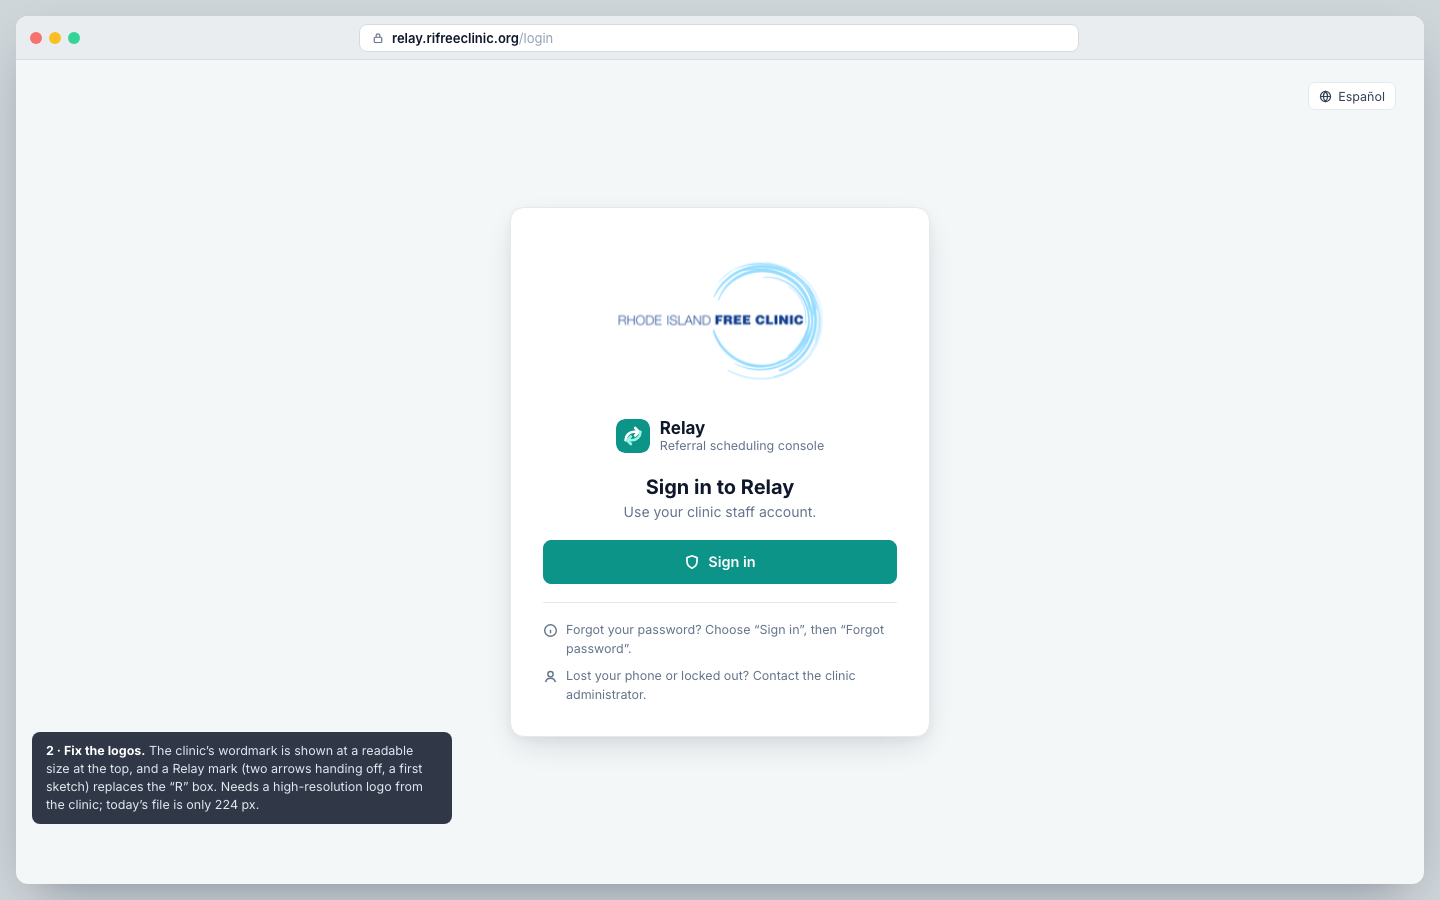 relay.rifreeclinic.org/login
Español
RHODE ISLAND FREE CLINIC
Relay
Referral scheduling console
Sign in to Relay
Use your clinic staff account.
Sign in
Forgot your password? Choose “Sign in”, then “Forgot
password”.
Lost your phone or locked out? Contact the clinic
administrator.
2 · Fix the logos. The clinic’s wordmark is shown at a readable
size at the top, and a Relay mark (two arrows handing off, a first
sketch) replaces the “R” box. Needs a high-resolution logo from
the clinic; today’s file is only 224 px.